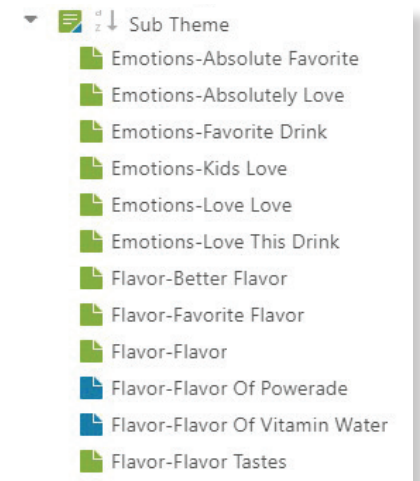 Sub Theme
Emotions-Absolute Favorite
Emotions-Absolutely Love
Emotions-Favorite Drink
Emotions-Kids Love
Emotions-Love Love
Emotions-Love This Drink
Flavor-Better Flavor
Flavor-Favorite Flavor
Flavor-Flavor
Flavor-Flavor Of Powerade
Flavor-Flavor Of Vitamin Water
Flavor-Flavor Tastes